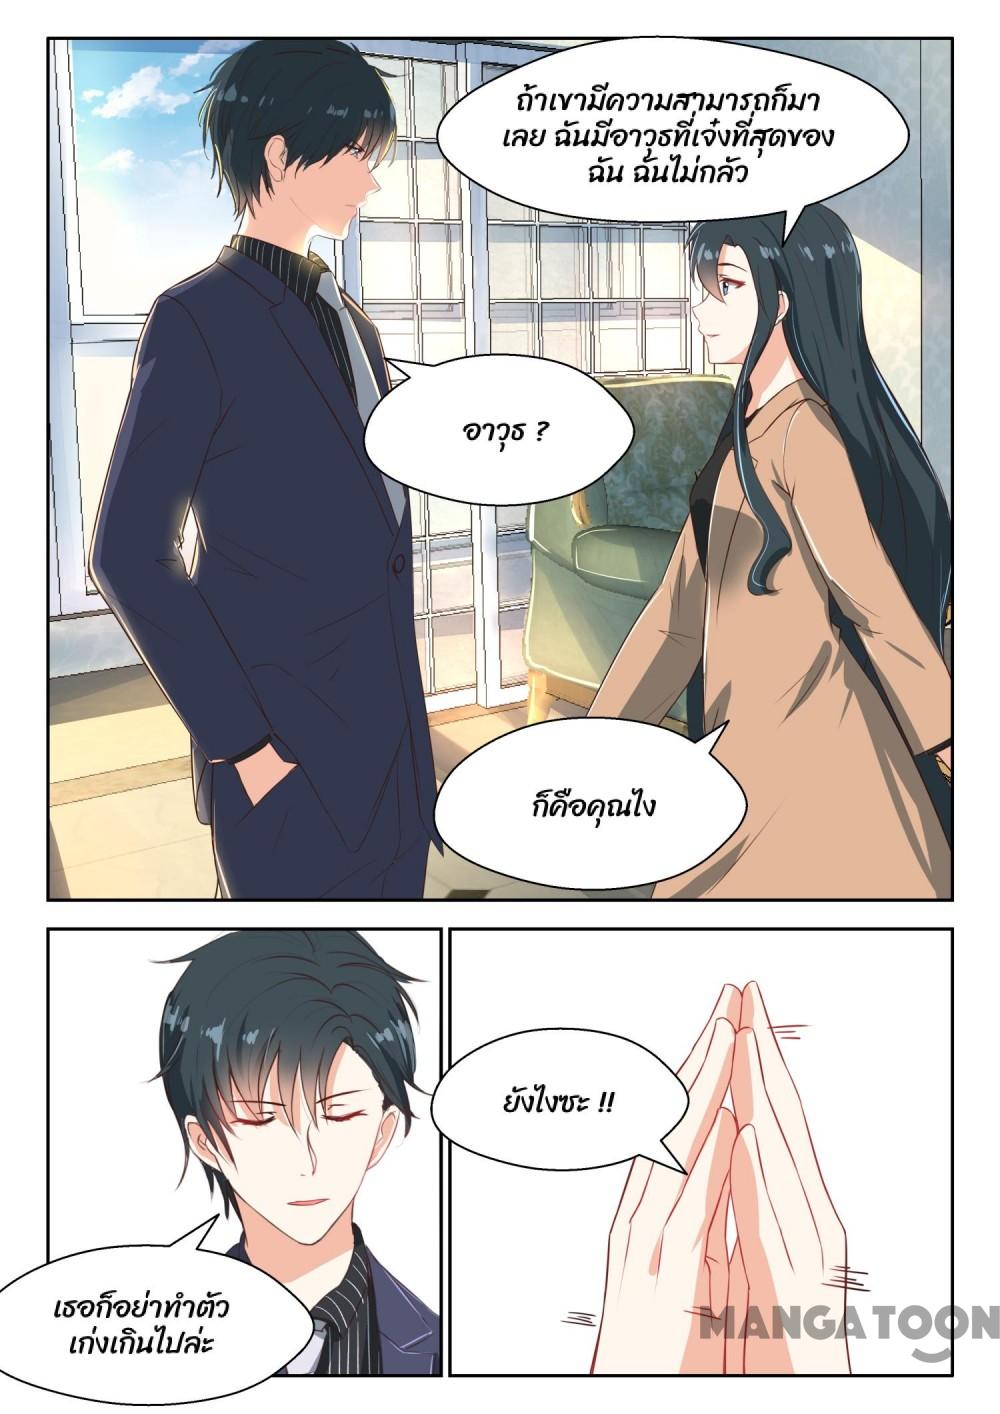 ถ้าเขามีความสามารถก็มา
เลย ฉันมีอาวุธที่เจ๋งที่สุดของ
ฉัน ฉันไม่กลัว
อาวุธ ?
ก็คือคุณไง
ยังไงซะ !!
เธอก็อย่าทำตัว
เก่งเกินไปล่ะ
MANGATOON